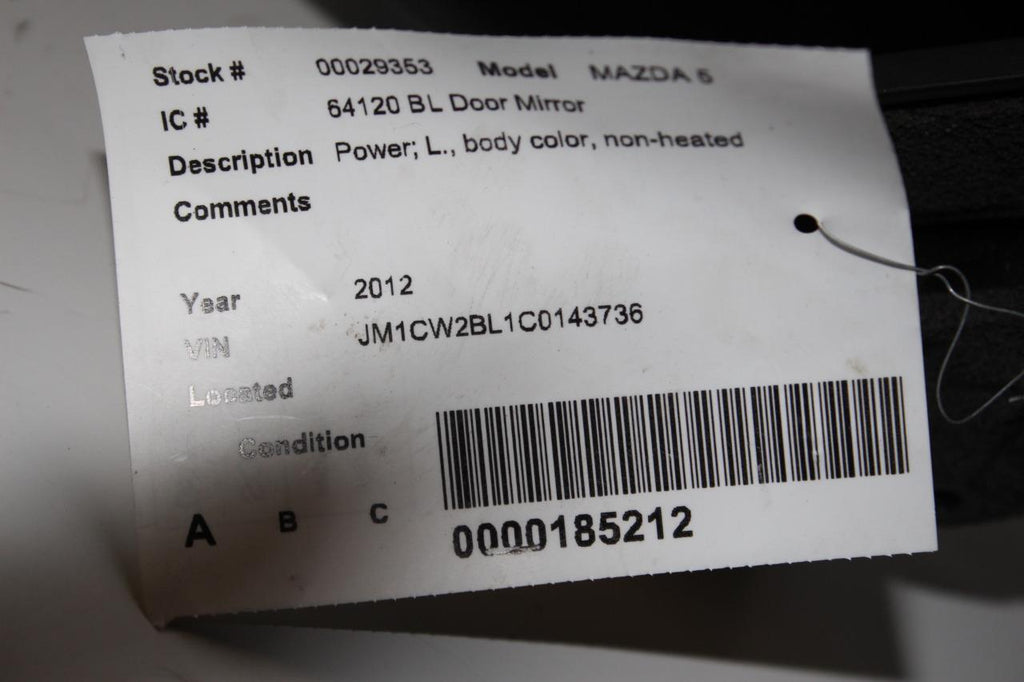 Stock # 00029353 Model MAZDA 5
IC # 64120 BL Door Mirror
Description Power; L., body color, non-heated
Comments
Year 2012
VIN JM1CW2BL1C0143736
Located
Condition
A B C
0000185212